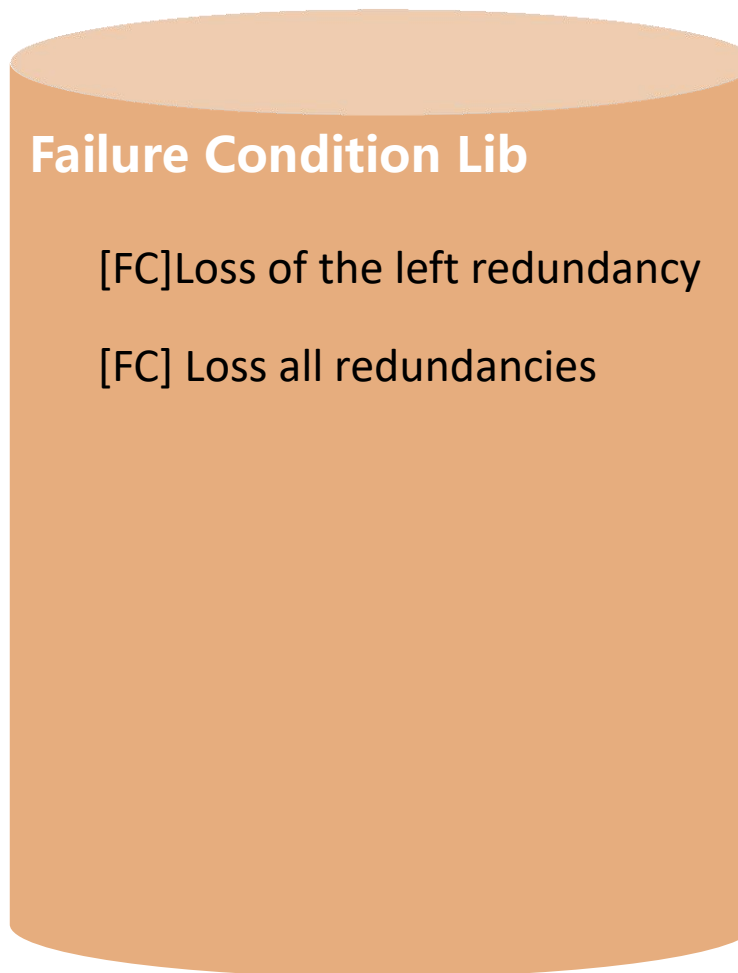 Failure Condition Lib
[FC]Loss of the left redundancy
[FC] Loss all redundancies